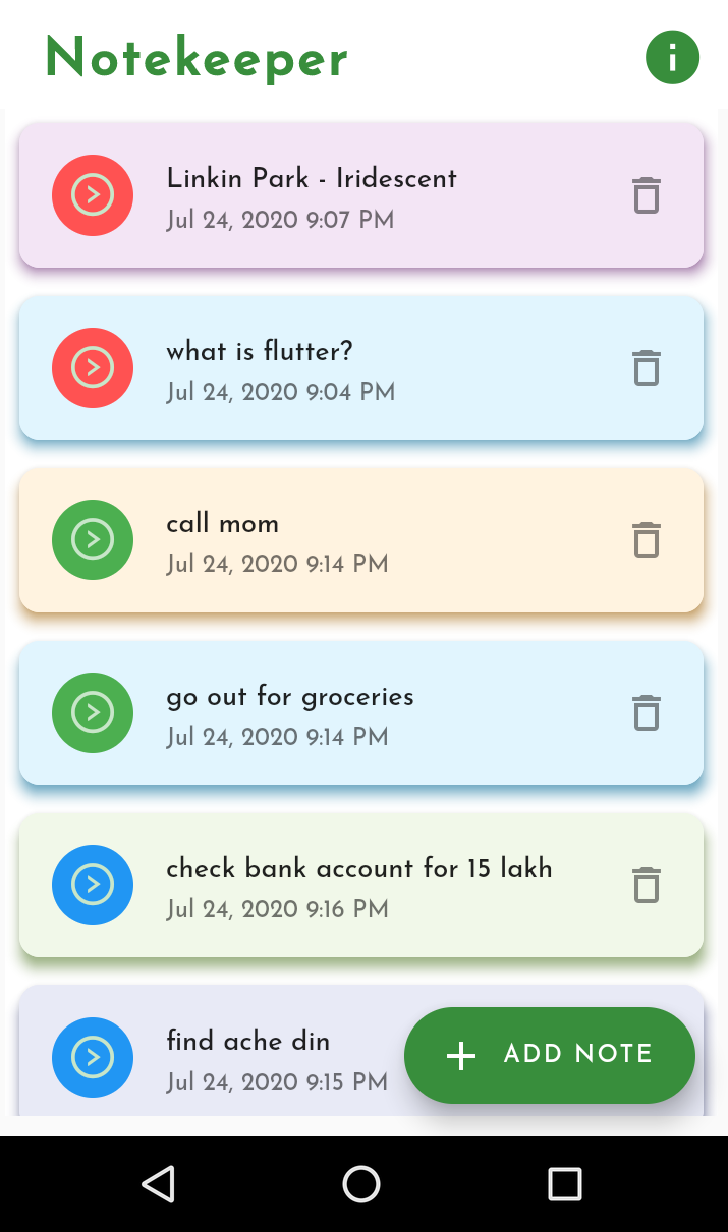 Notekeeper
Linkin Park - Iridescent
Jul 24, 2020 9:07 PM
what is flutter?
Jul 24, 2020 9:04 PM
call mom
Jul 24, 2020 9:14 PM
go out for groceries
Jul 24, 2020 9:14 PM
check bank account for 15 lakh
Jul 24, 2020 9:16 PM
find ache din
Jul 24, 2020 9:15 PM
ADD NOTE